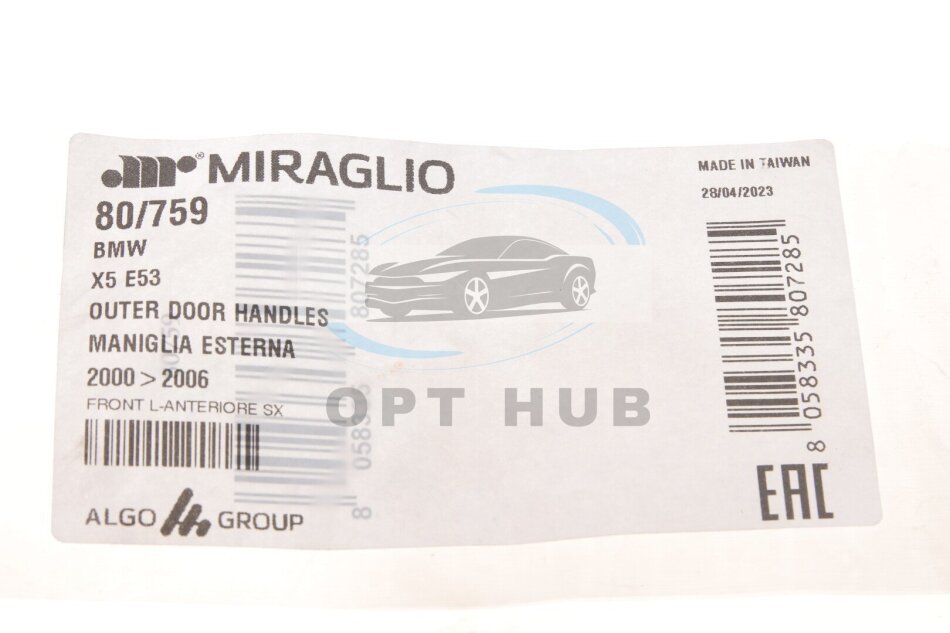 MIRAGLIO
80/759
BMW
X5 E53
OUTER DOOR HANDLES
MANIGLIA ESTERNA
2000 > 2006
FRONT L-ANTERIORE SX
ALGO GROUP
MADE IN TAIWAN
28/04/2023
8 058335 807285
EAC
OPT HUB